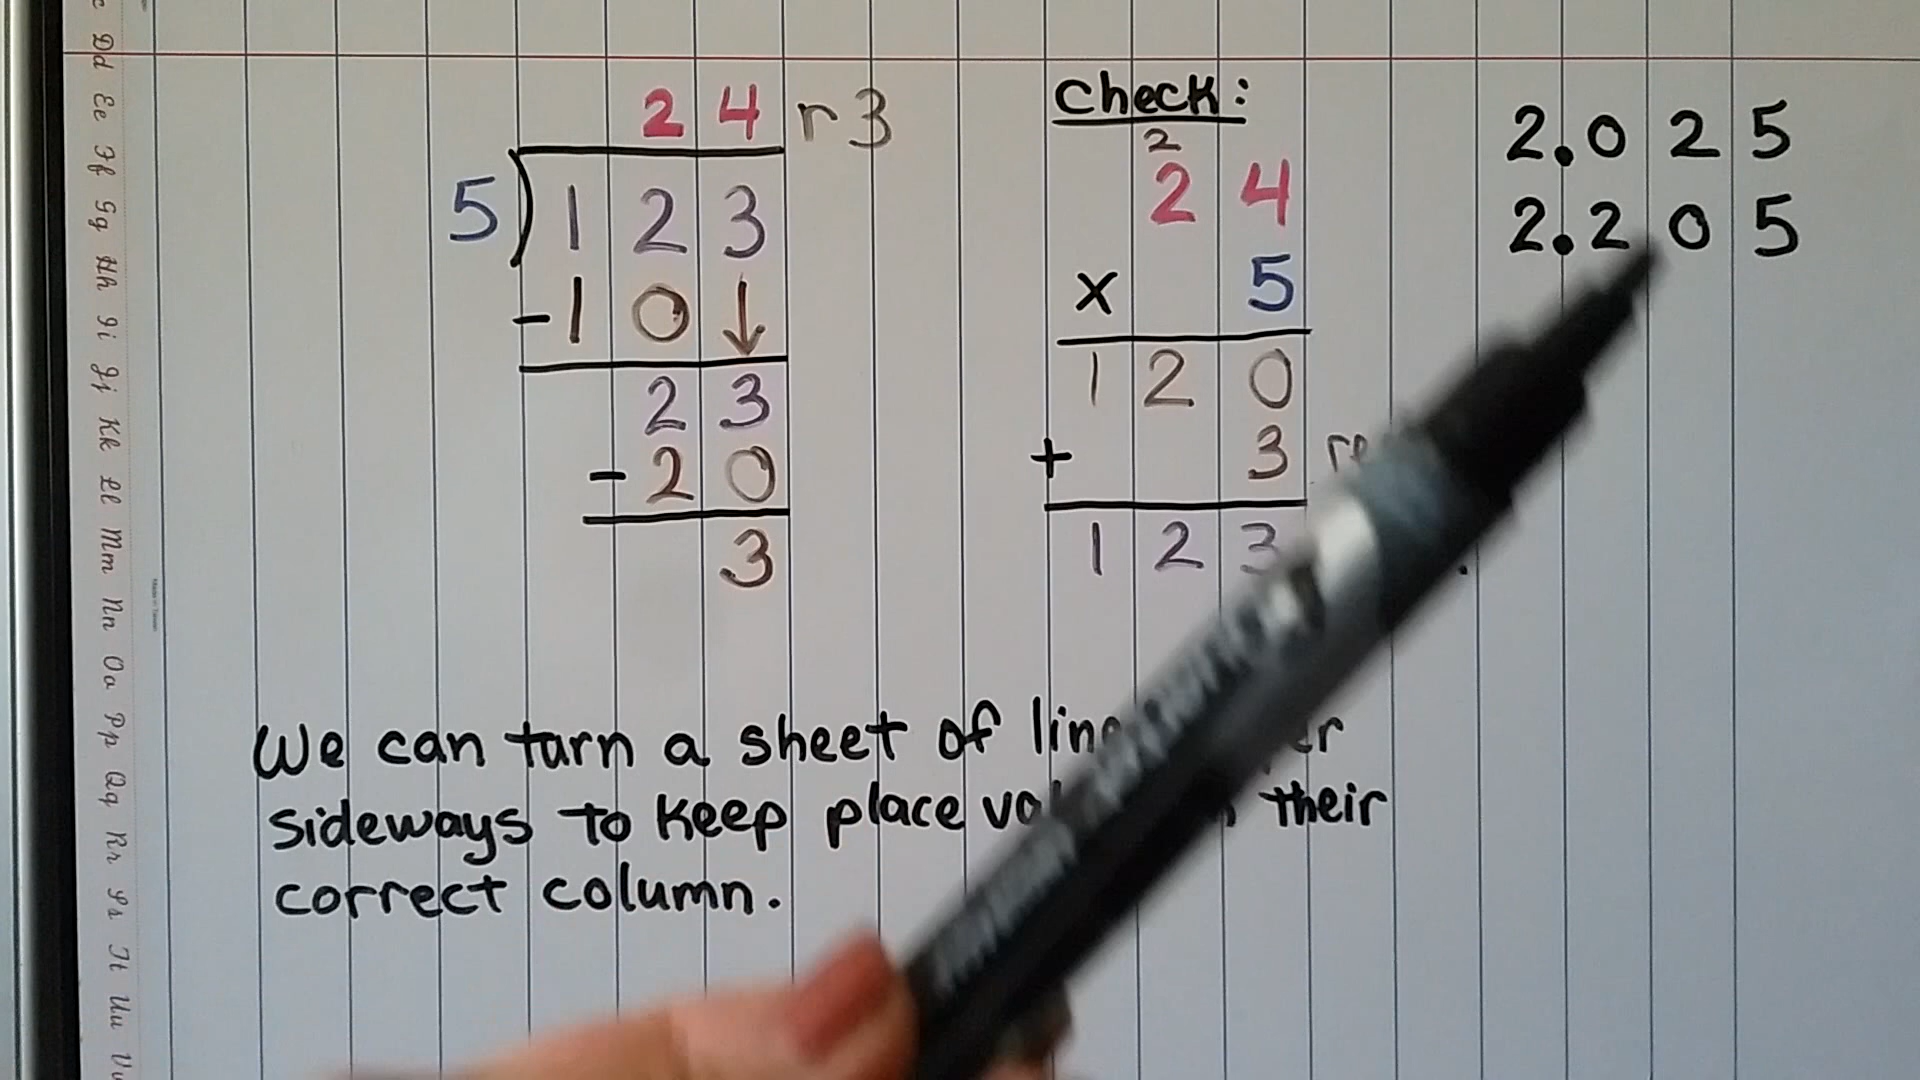 24 r3
5)123
-10↓
23
-20
3
Check:
2
24
x 5
120
+ 3
123
2.025
2.205
We can turn a sheet of
sideways to keep place their
correct column.
Dd Ee Ff Gg Hh Ii Jj Kk Ll Mm Nn Oo Pp Qq Rr Ss Tt Uu